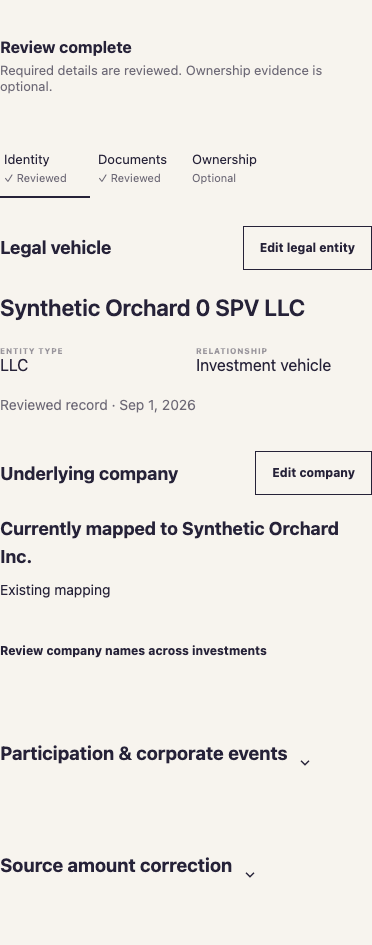 Review complete
Required details are reviewed. Ownership evidence is
optional.
Identity
✓ Reviewed
Documents
✓ Reviewed
Ownership
Optional
Legal vehicle
Edit legal entity
Synthetic Orchard 0 SPV LLC
ENTITY TYPE
LLC
RELATIONSHIP
Investment vehicle
Reviewed record · Sep 1, 2026
Underlying company
Edit company
Currently mapped to Synthetic Orchard
Inc.
Existing mapping
Review company names across investments
Participation & corporate events
Source amount correction